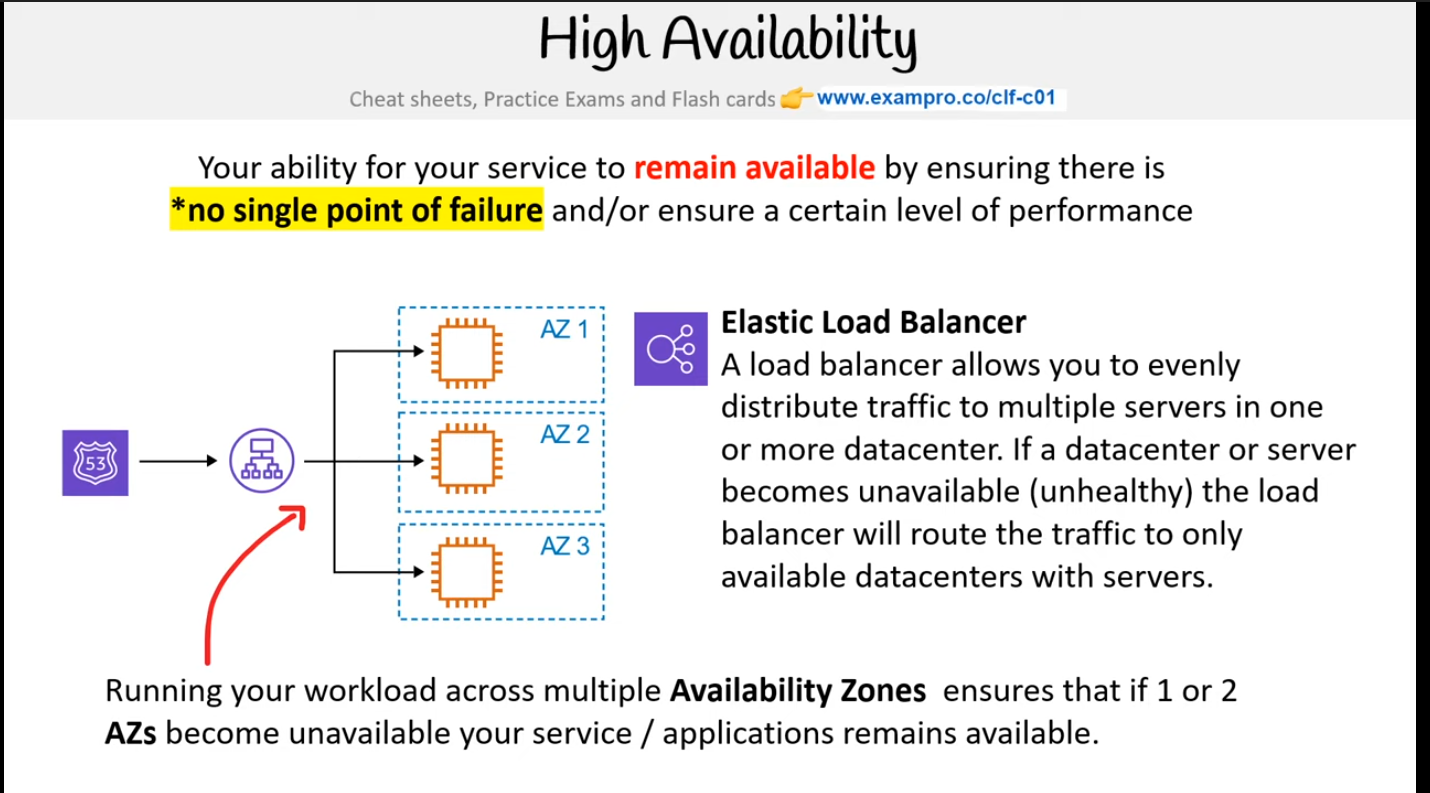 High Availability
Cheat sheets, Practice Exams and Flash cards 👉 www.exampro.co/clf-c01
Your ability for your service to remain available by ensuring there is
*no single point of failure and/or ensure a certain level of performance
AZ 1
AZ 2
AZ 3
53
Elastic Load Balancer
A load balancer allows you to evenly
distribute traffic to multiple servers in one
or more datacenter. If a datacenter or server
becomes unavailable (unhealthy) the load
balancer will route the traffic to only
available datacenters with servers.
Running your workload across multiple Availability Zones ensures that if 1 or 2
AZs become unavailable your service / applications remains available.